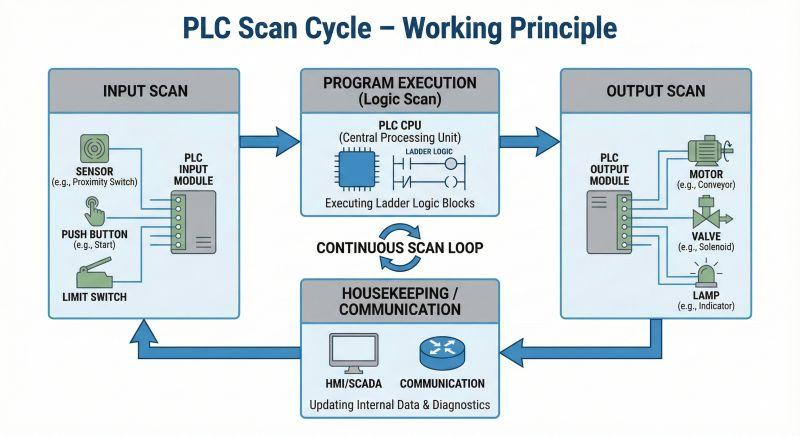 PLC Scan Cycle – Working Principle
INPUT SCAN
SENSOR
(e.g., Proximity Switch)
PUSH BUTTON
(e.g., Start)
LIMIT SWITCH
PLC
INPUT
MODULE
PROGRAM EXECUTION
(Logic Scan)
PLC CPU
(Central Processing Unit)
LADDER LOGIC
Executing Ladder Logic Blocks
CONTINUOUS SCAN LOOP
OUTPUT SCAN
PLC
OUTPUT
MODULE
MOTOR
(e.g., Conveyor)
VALVE
(e.g., Solenoid)
LAMP
(e.g., Indicator)
HOUSEKEEPING /
COMMUNICATION
HMI/SCADA
COMMUNICATION
Updating Internal Data & Diagnostics